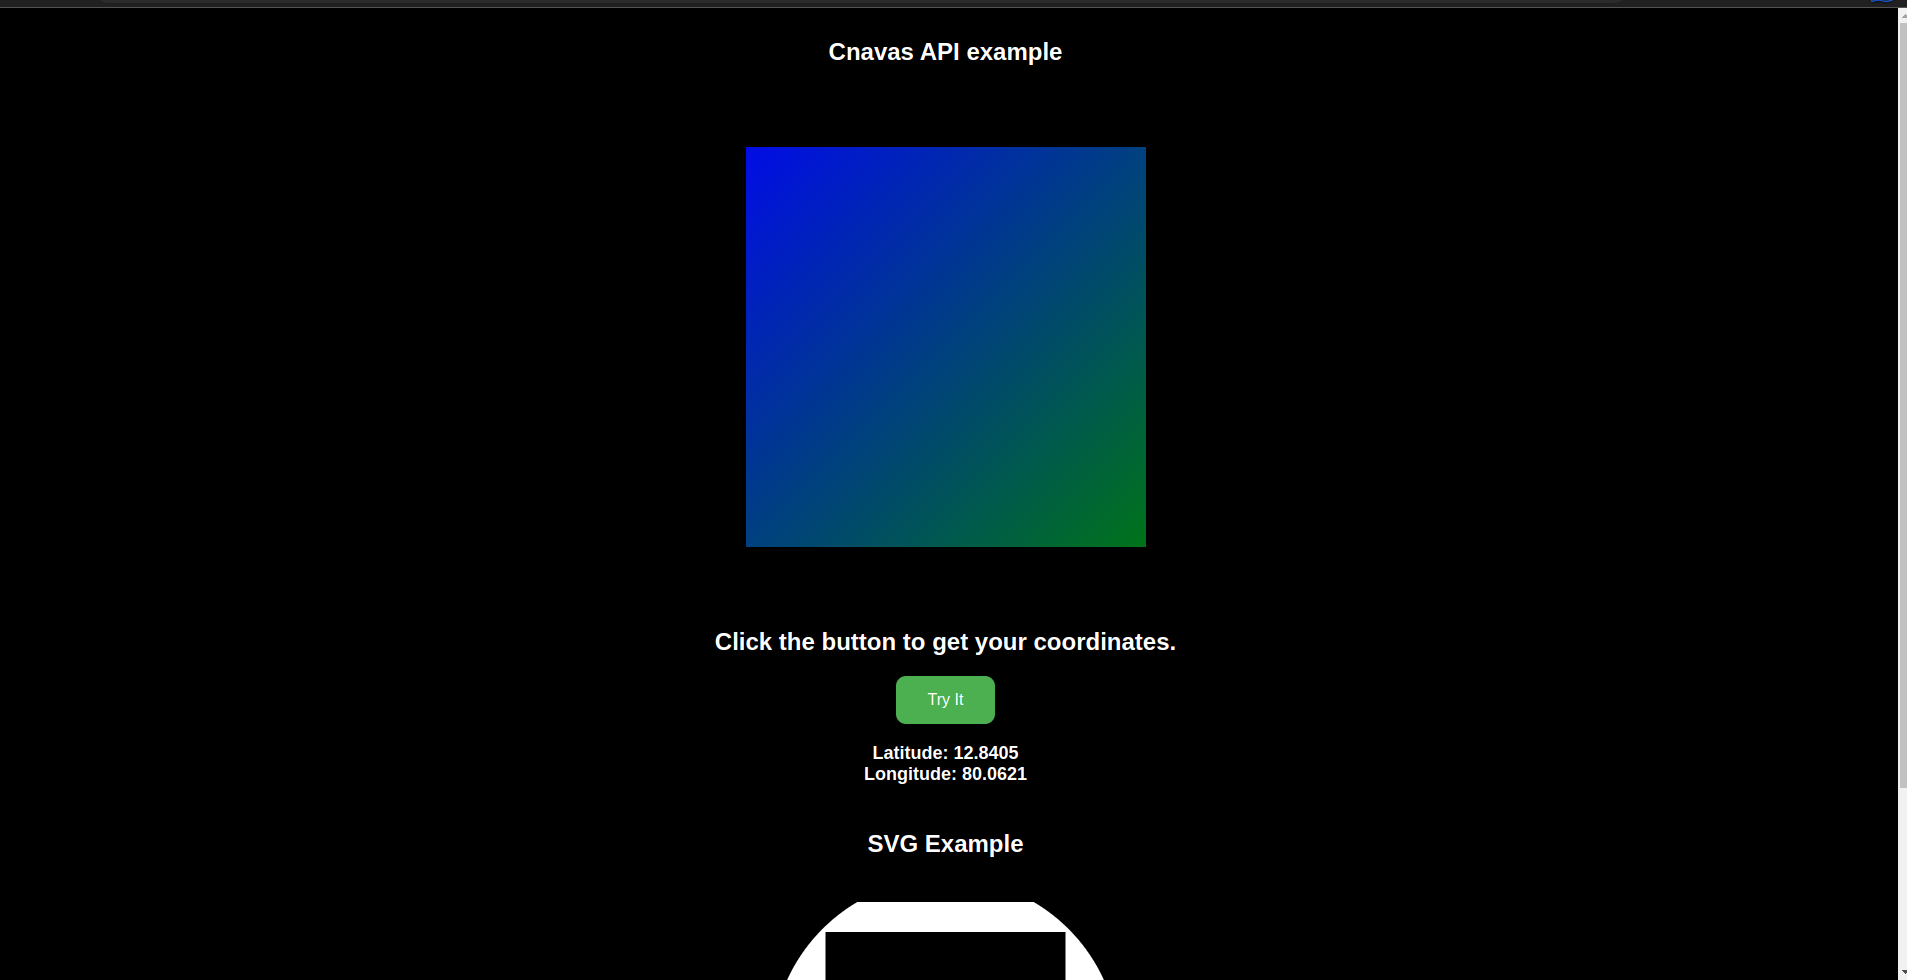 Cnavas API example
Click the button to get your coordinates.
Try It
Latitude: 12.8405
Longitude: 80.0621
SVG Example